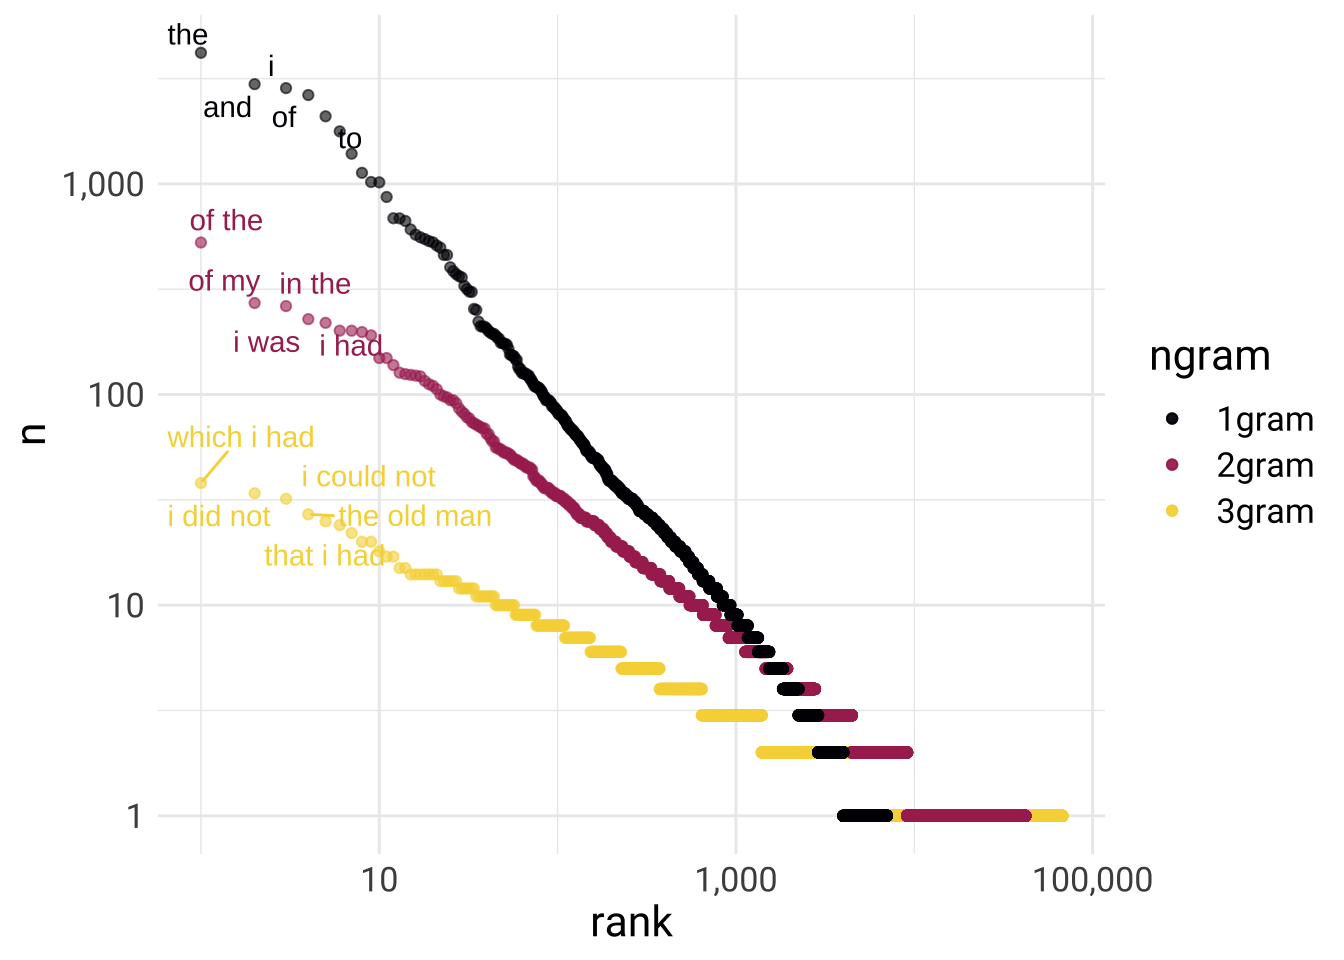 the
i
and
of
to
1,000
of the
of my
in the
i was
i had
100
n
which i had
i could not
i did not
the old man
that i had
10
1
10
1,000
100,000
rank
ngram
1gram
2gram
3gram